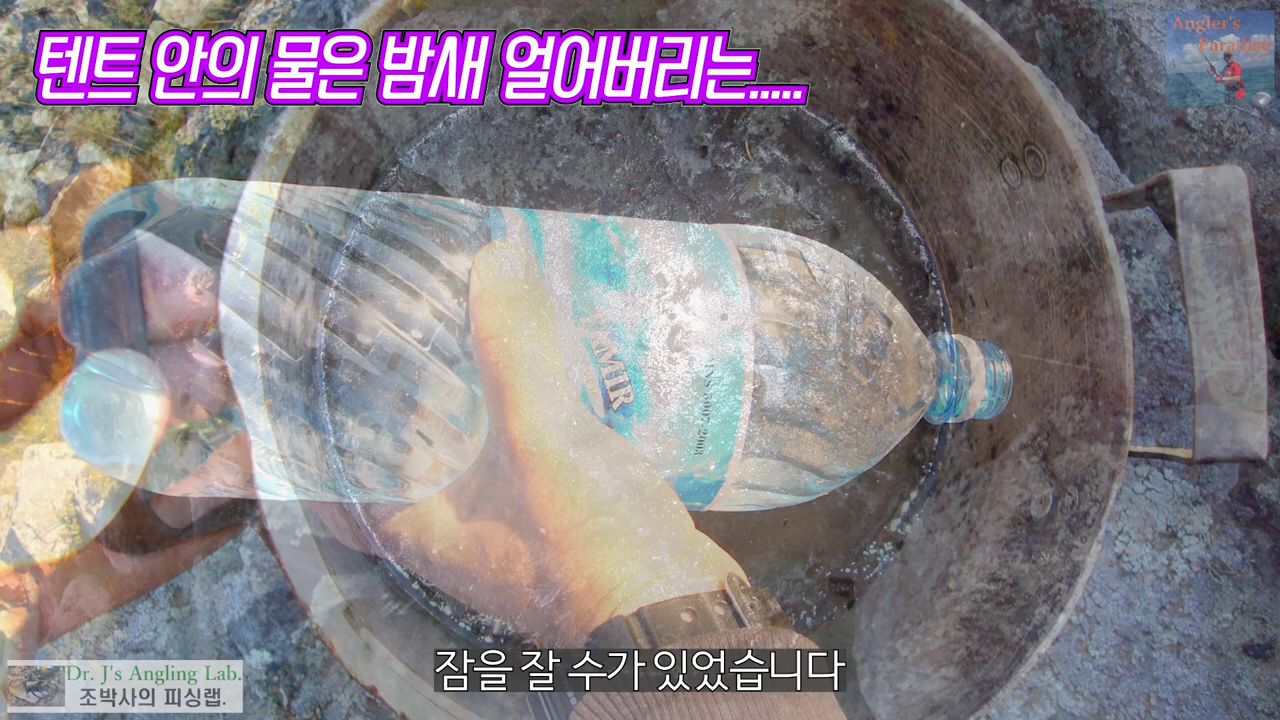 텐트 안의 물은 밤새 얼어버리는.....
Angler's
Paradise
잠을 잘 수가 있었습니다
Dr. J's Angling Lab.
조박사의 피싱랩.